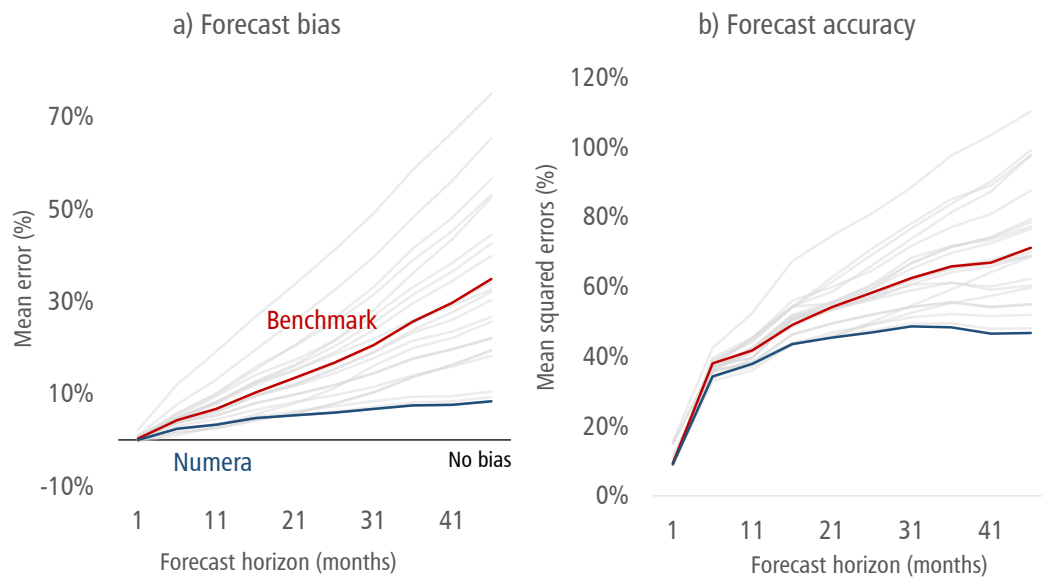 a) Forecast bias
70%
50%
30%
10%
-10%
Mean error (%)
Benchmark
Numera
No bias
1 11 21 31 41
Forecast horizon (months)
b) Forecast accuracy
120%
100%
80%
60%
40%
20%
0%
Mean squared errors (%)
1 11 21 31 41
Forecast horizon (months)